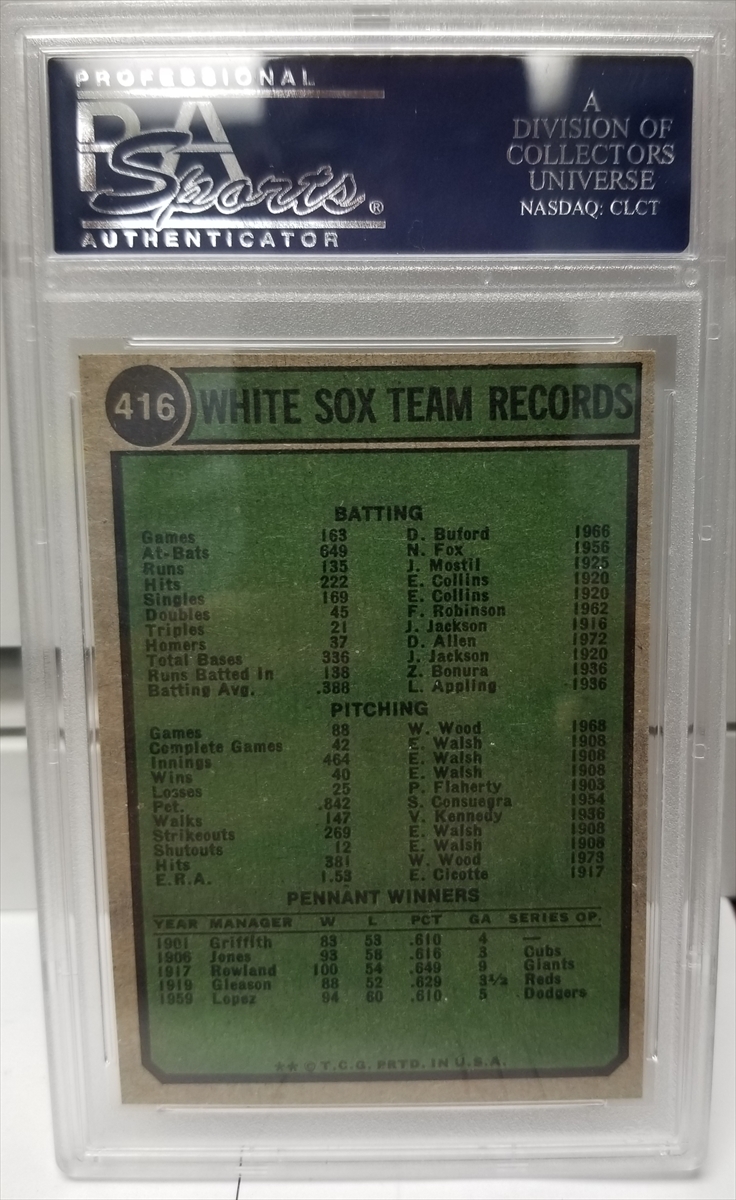 PROFESSIONAL
PSA
Sports®
AUTHENTICATOR
A
DIVISION OF
COLLECTORS
UNIVERSE
NASDAQ: CLCT
416 WHITE SOX TEAM RECORDS
BATTING
Games 163 D. Buford 1966
At-Bats 649 N. Fox 1956
Runs 135 J. Mostil 1925
Hits 222 E. Collins 1920
Singles 169 E. Collins 1920
Doubles 45 F. Robinson 1962
Triples 21 J. Jackson 1916
Homers 37 D. Allen 1972
Total Bases 336 J. Jackson 1920
Runs Batted In 138 Z. Bonura 1936
Batting Avg. .388 L. Appling 1936
PITCHING
Games 88 W. Wood 1968
Complete Games 42 E. Walsh 1908
Innings 464 E. Walsh 1908
Wins 40 E. Walsh 1908
Losses 25 P. Flaherty 1903
Pct. .842 S. Consuegra 1954
Walks 147 V. Kennedy 1936
Strikeouts 269 E. Walsh 1908
Shutouts 12 E. Walsh 1908
Hits 381 W. Wood 1973
E.R.A. 1.53 E. Cicotte 1917
PENNANT WINNERS
YEAR MANAGER W L PCT GA SERIES OP.
1901 Griffith 83 53 .610 4 —
1906 Jones 93 58 .616 3 Cubs
1917 Rowland 100 54 .649 9 Giants
1919 Gleason 88 52 .629 3½ Reds
1959 Lopez 94 60 .610 5 Dodgers
** © T.C.G. PRTD. IN U.S.A.